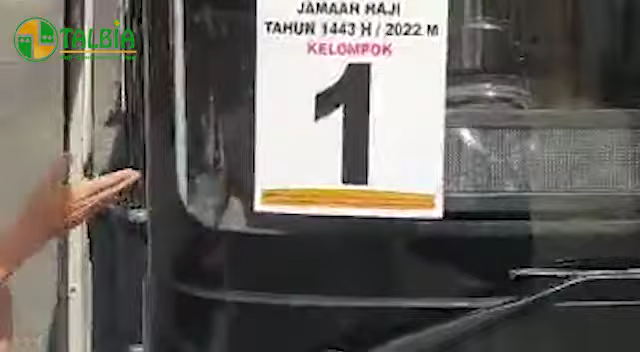 TALBIA
JAMAAH HAJI
TAHUN 1443 H / 2022 M
KELOMPOK
1